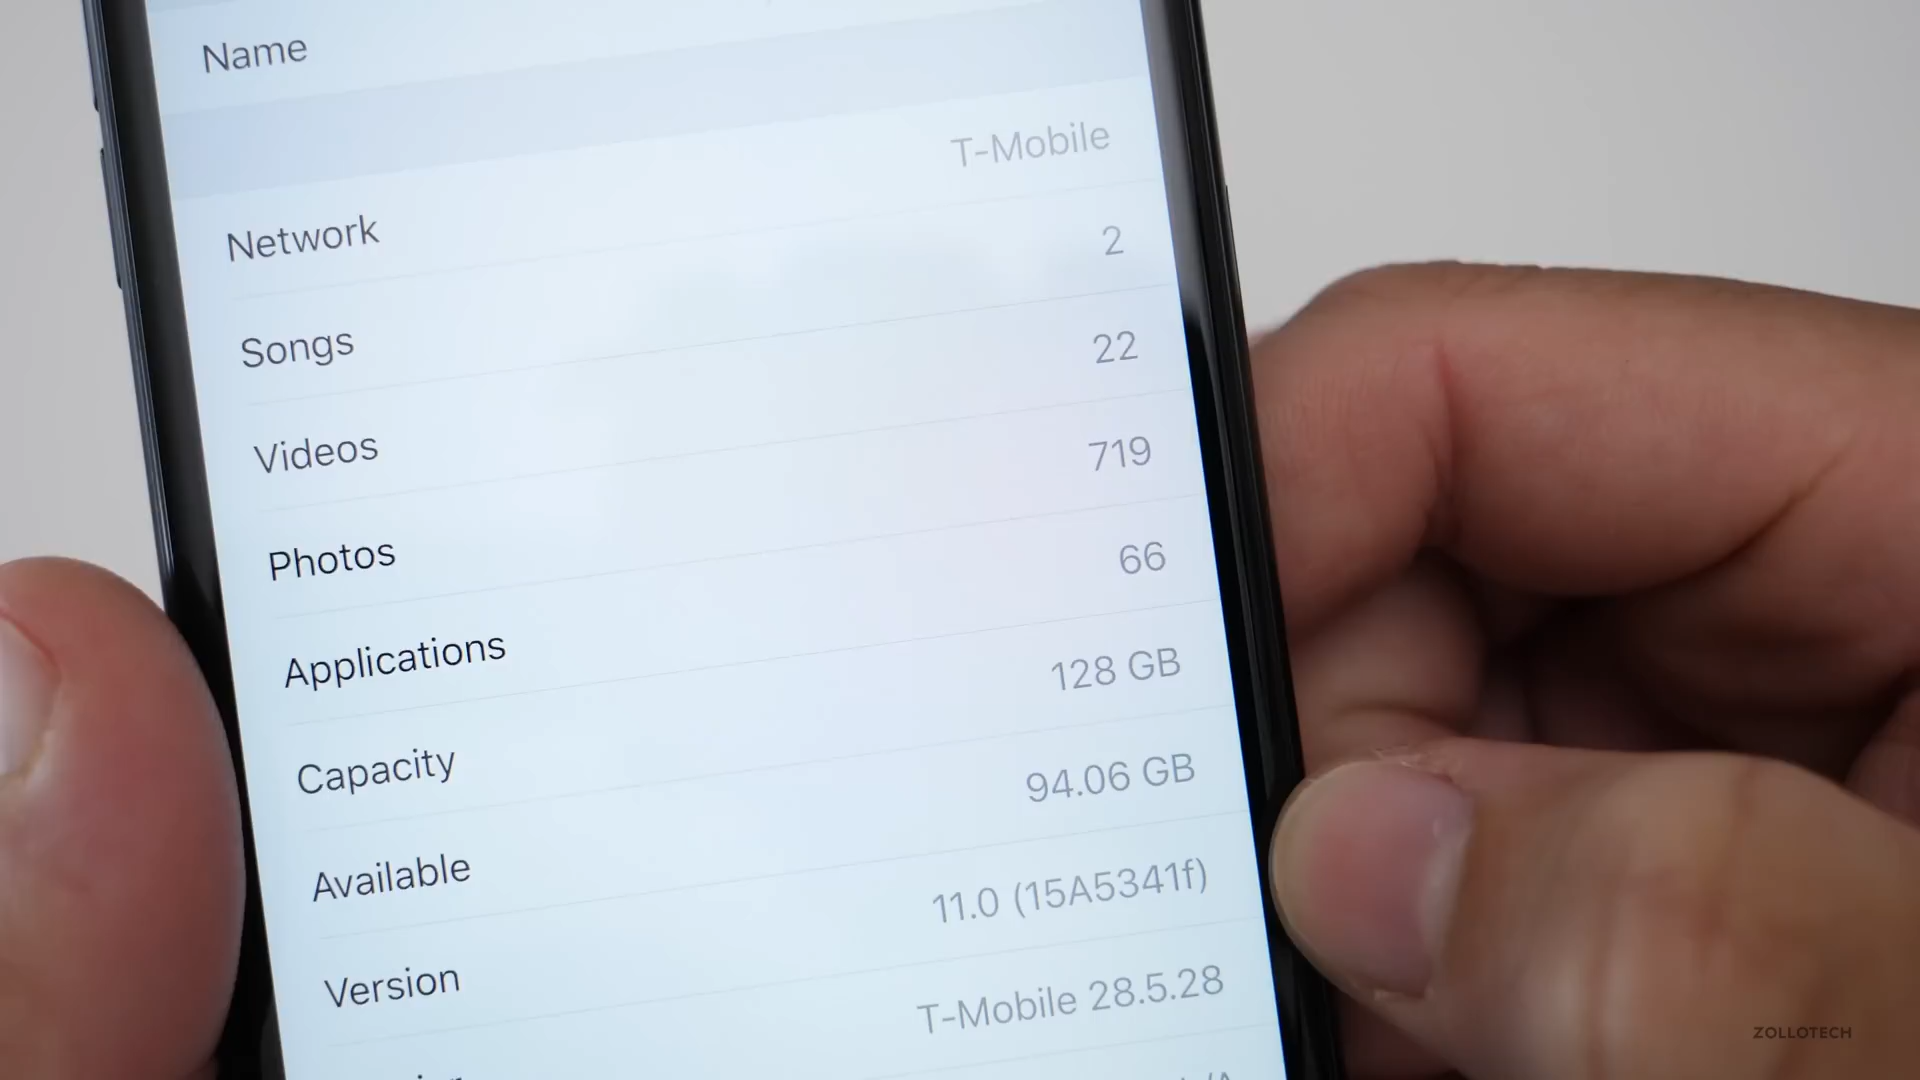 Name
Network T-Mobile
Songs 2
Videos 22
Photos 719
Applications 66
Capacity 128 GB
Available 94.06 GB
Version 11.0 (15A5341f)
T-Mobile 28.5.28
ZOLLOTECH